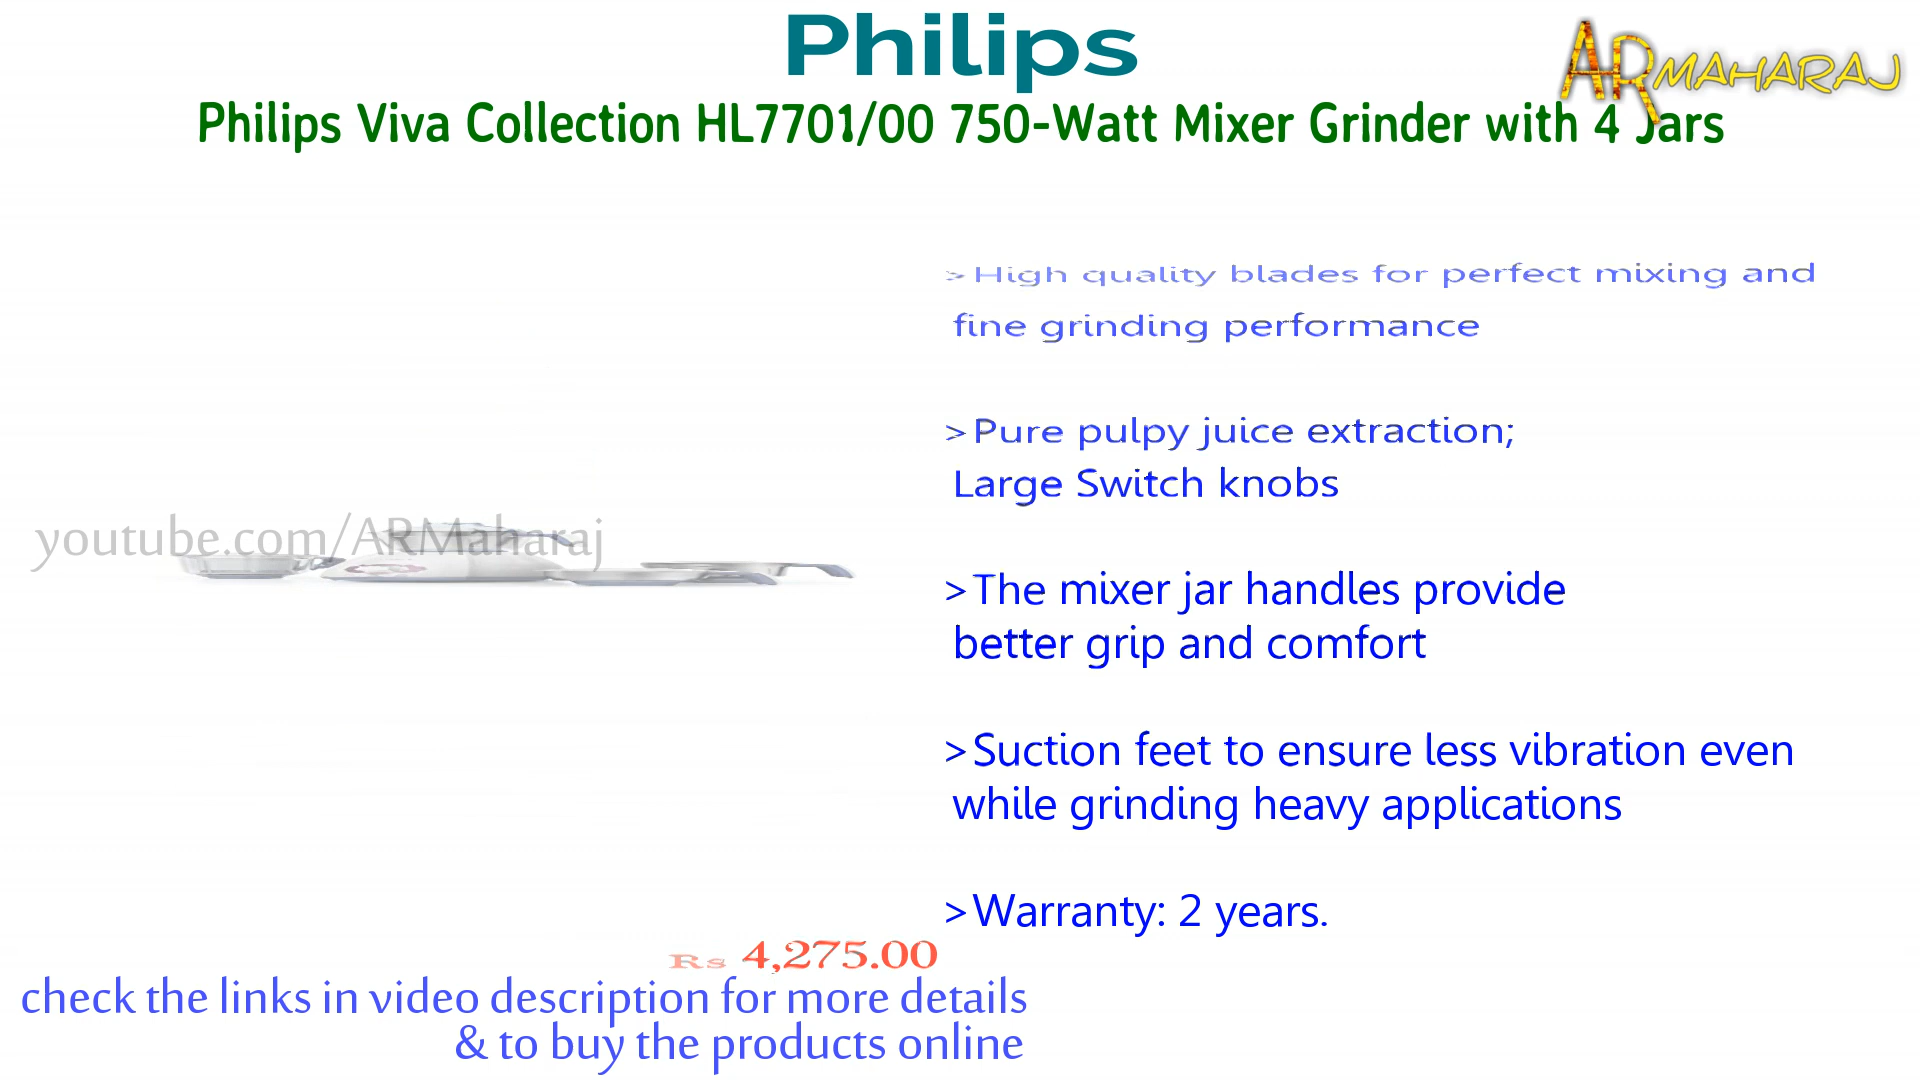 Philips
ARMAHARAJ
Philips Viva Collection HL7701/00 750-Watt Mixer Grinder with 4 Jars
>High quality blades for perfect mixing and
fine grinding performance
>Pure pulpy juice extraction;
Large Switch knobs
youtube.com/ARMaharaj
>The mixer jar handles provide
better grip and comfort
>Suction feet to ensure less vibration even
while grinding heavy applications
>Warranty: 2 years.
Rs 4,275.00
check the links in video description for more details
& to buy the products online